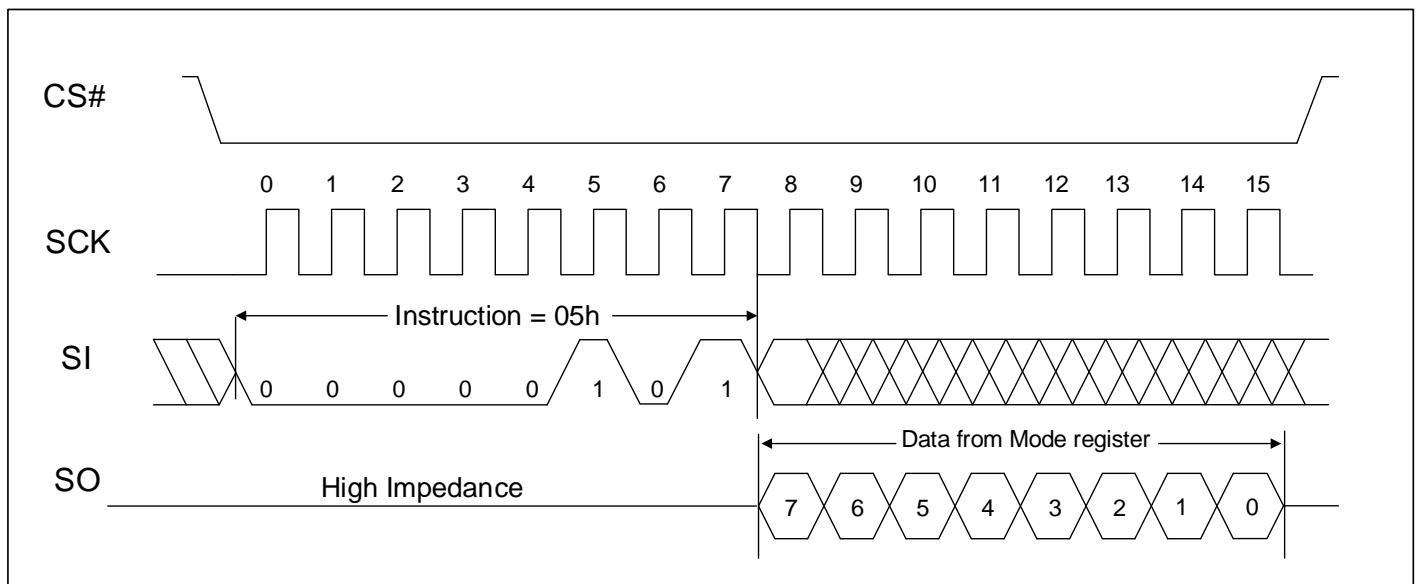 CS#
0 1 2 3 4 5 6 7 8 9 10 11 12 13 14 15
SCK
Instruction = 05h
SI
0 0 0 0 0 1 0 1
Data from Mode register
SO
High Impedance
7 6 5 4 3 2 1 0